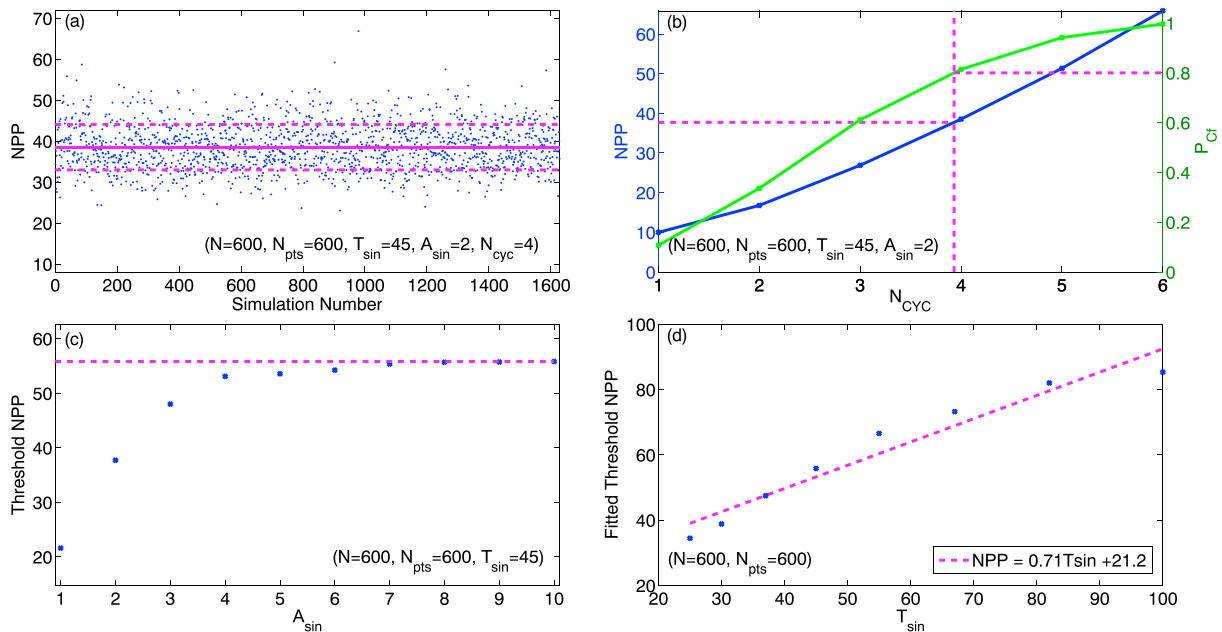 (a)
NPP
70
60
50
40
30
20
10
0 200 400 600 800 1000 1200 1400 1600
Simulation Number
(N=600, N_pts=600, T_sin=45, A_sin=2, N_cyc=4)
(b)
NPP
60
50
40
30
20
10
0
1 2 3 4 5 6
N_CYC
1
0.8
0.6
0.4
0.2
0
P_Cf
(N=600, N_pts=600, T_sin=45, A_sin=2)
(c)
Threshold NPP
60
50
40
30
20
1 2 3 4 5 6 7 8 9 10
A_sin
(N=600, N_pts=600, T_sin=45)
(d)
Fitted Threshold NPP
100
80
60
40
20
20 30 40 50 60 70 80 90 100
T_sin
(N=600, N_pts=600)
NPP = 0.71Tsin +21.2